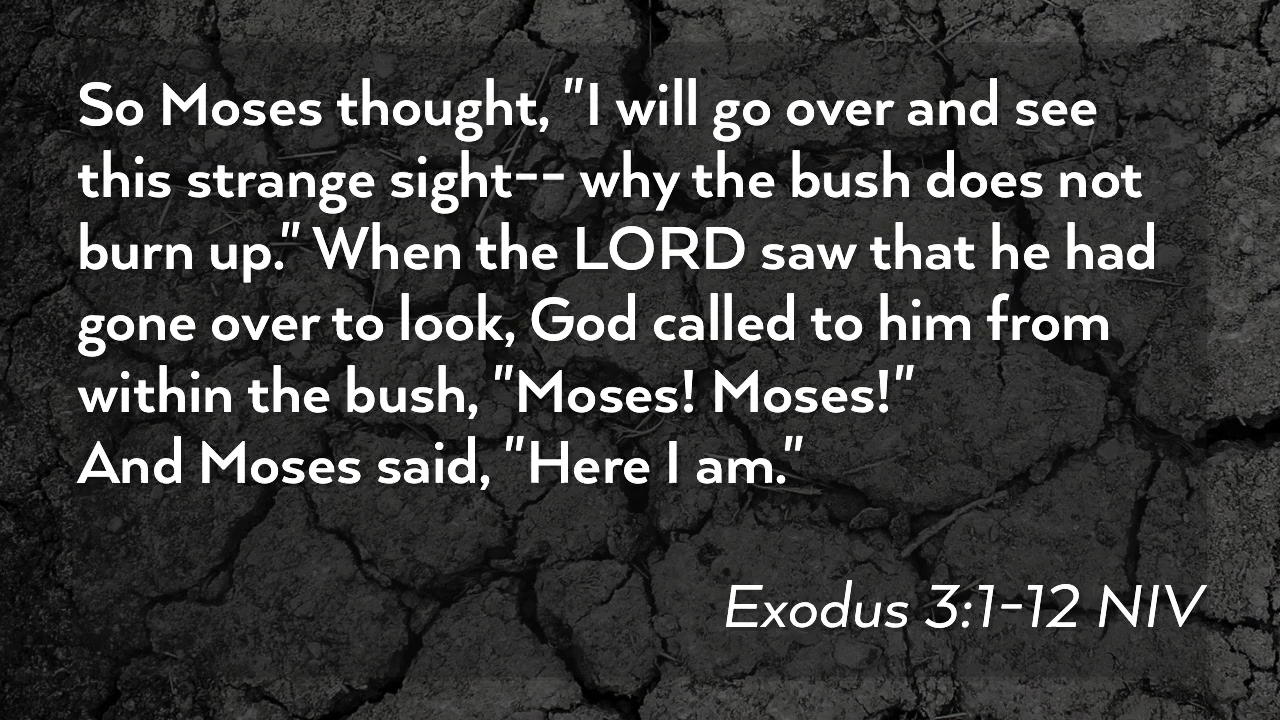 So Moses thought, "I will go over and see
this strange sight-- why the bush does not
burn up." When the LORD saw that he had
gone over to look, God called to him from
within the bush, "Moses! Moses!"
And Moses said, "Here I am."
Exodus 3:1-12 NIV